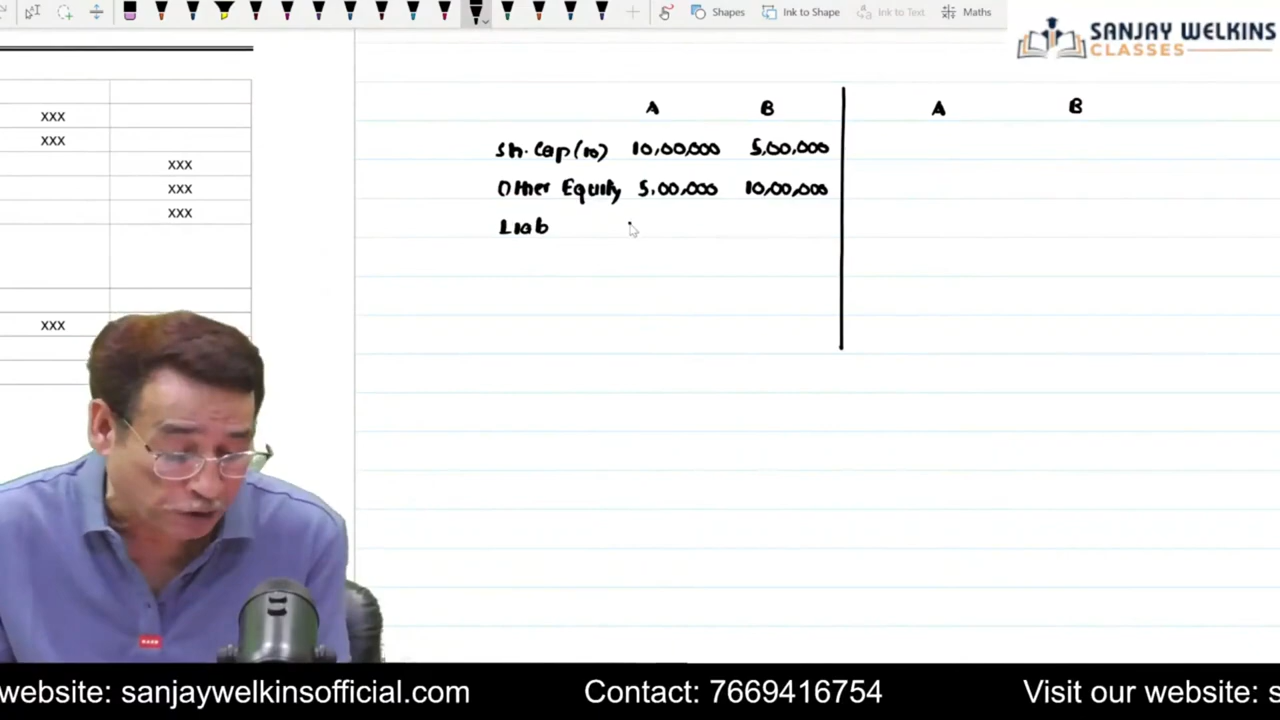 Shapes Ink to Shape Ink to Text Maths
SANJAY WELKINS
CLASSES
A B A B
Sh. Cap (10) 10,00,000 5,00,000
Other Equity 5,00,000 10,00,000
Liab
xxx
xxx
xxx
xxx
xxx
xxx
website: sanjaywelkinsofficial.com Contact: 7669416754 Visit our website: s